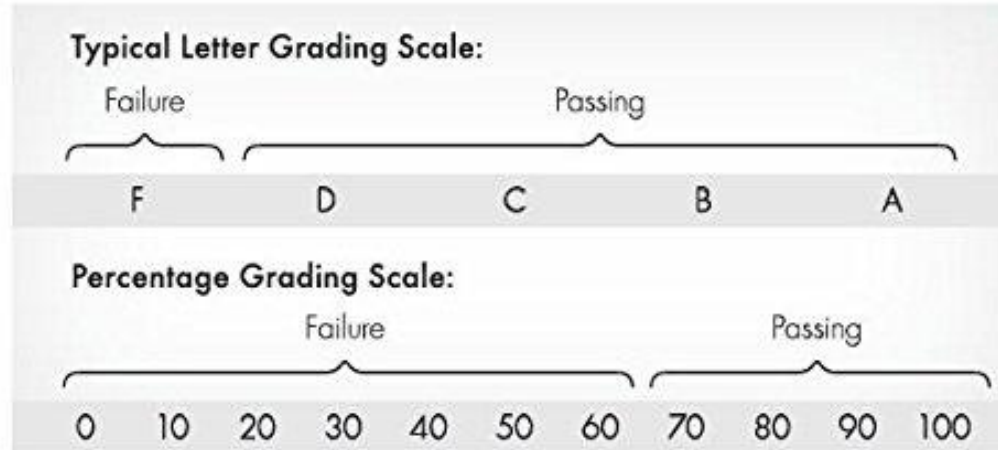 Typical Letter Grading Scale:
Failure Passing
F D C B A
Percentage Grading Scale:
Failure Passing
0 10 20 30 40 50 60 70 80 90 100